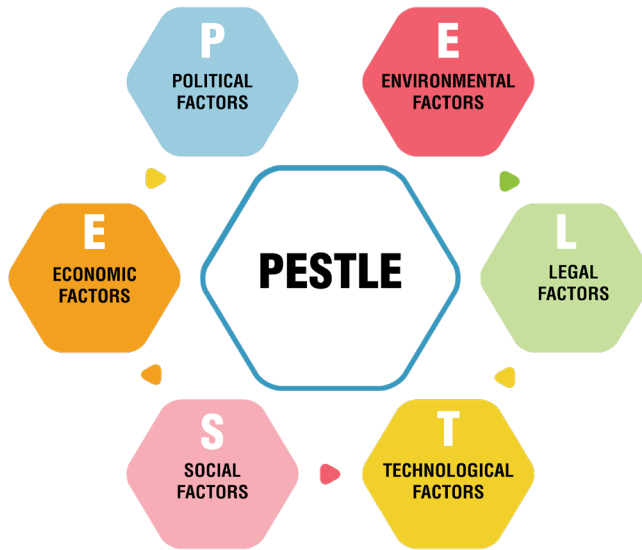 P
POLITICAL
FACTORS
E
ENVIRONMENTAL
FACTORS
E
ECONOMIC
FACTORS
PESTLE
L
LEGAL
FACTORS
S
SOCIAL
FACTORS
T
TECHNOLOGICAL
FACTORS